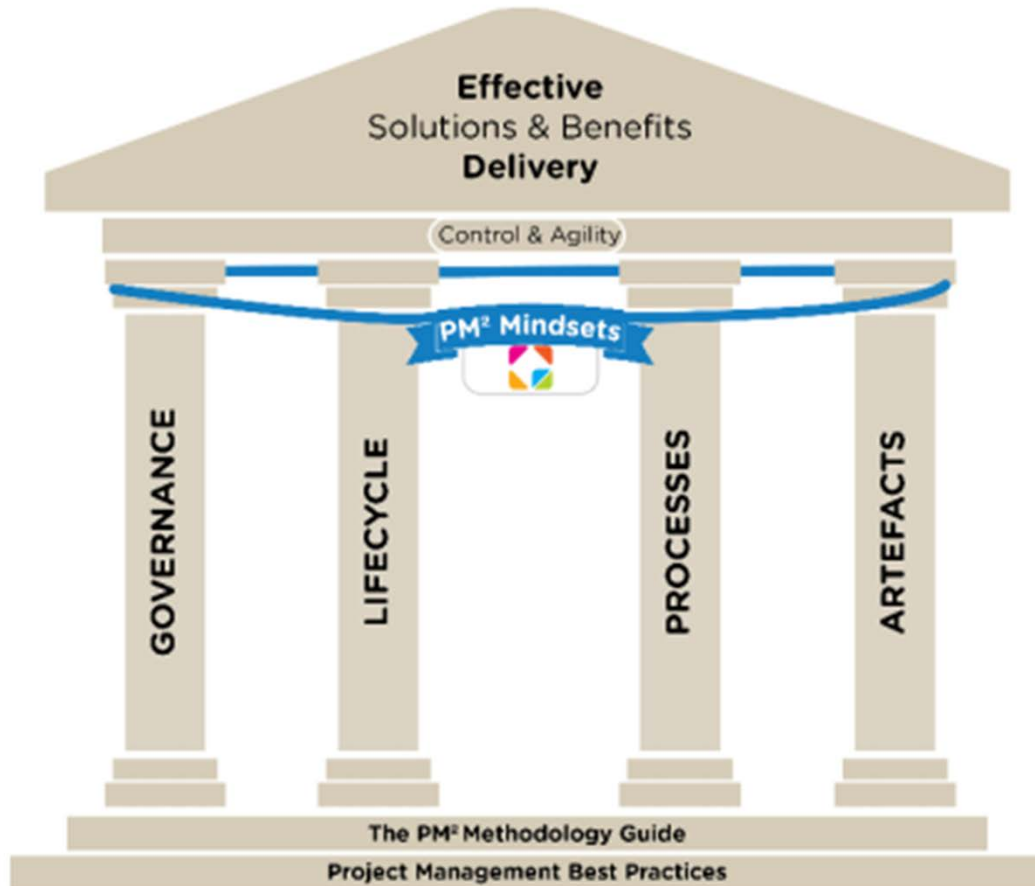 Effective
Solutions & Benefits
Delivery
Control & Agility
PM² Mindsets
GOVERNANCE
LIFECYCLE
PROCESSES
ARTEFACTS
The PM² Methodology Guide
Project Management Best Practices